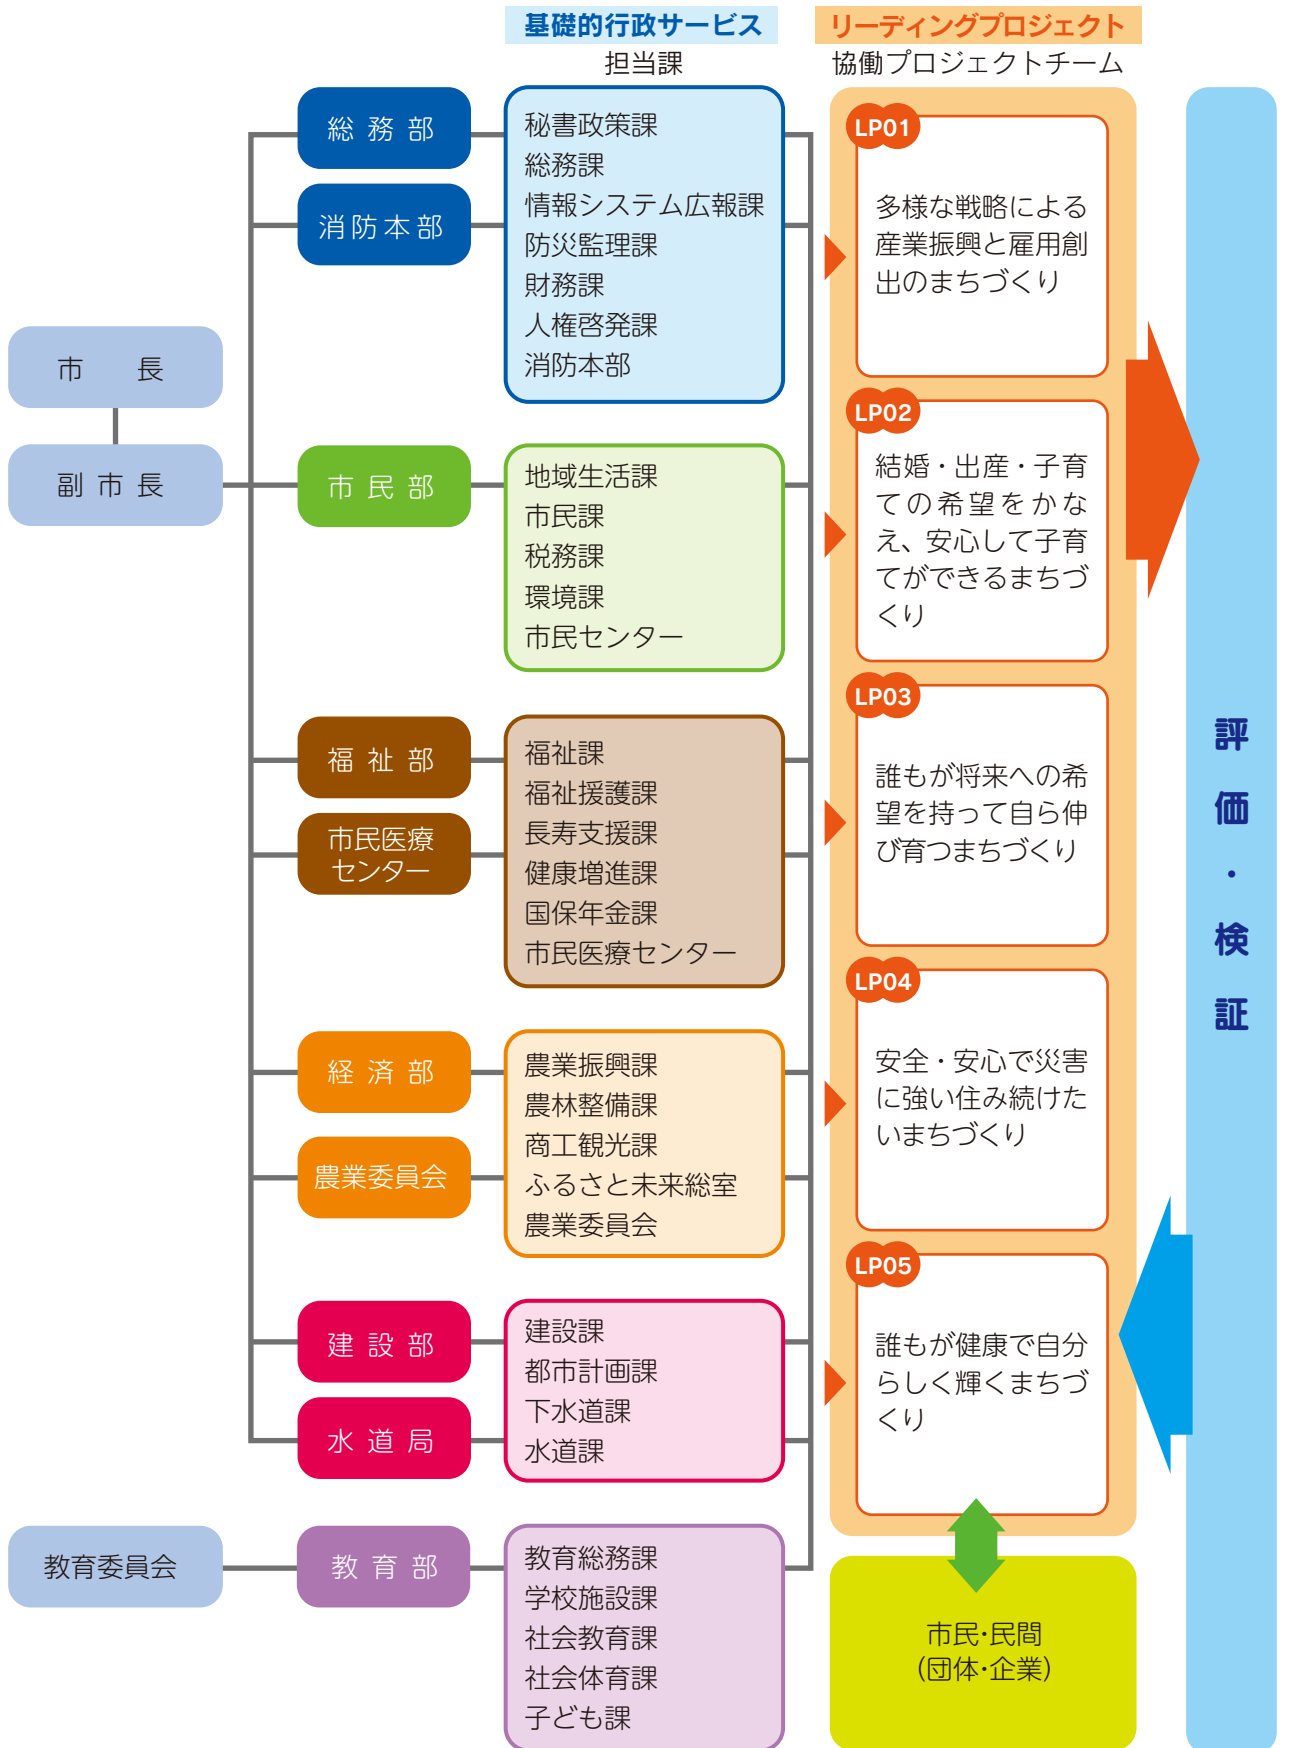 基礎的行政サービス
担当課
リーディングプロジェクト
協働プロジェクトチーム
市　長
副市長
教育委員会
総務部
消防本部
秘書政策課
総務課
情報システム広報課
防災監理課
財務課
人権啓発課
消防本部
市民部
地域生活課
市民課
税務課
環境課
市民センター
福祉部
市民医療
センター
福祉課
福祉援護課
長寿支援課
健康増進課
国保年金課
市民医療センター
経済部
農業委員会
農業振興課
農林整備課
商工観光課
ふるさと未来総室
農業委員会
建設部
水道局
建設課
都市計画課
下水道課
水道課
教育部
教育総務課
学校施設課
社会教育課
社会体育課
子ども課
LP01
多様な戦略による
産業振興と雇用創
出のまちづくり
LP02
結婚・出産・子育
ての希望をかな
え、安心して子育
てができるまちづ
くり
LP03
誰もが将来への希
望を持って自ら伸
び育つまちづくり
LP04
安全・安心で災害
に強い住み続けた
いまちづくり
LP05
誰もが健康で自分
らしく輝くまちづ
くり
市民・民間
（団体・企業）
評価・検証